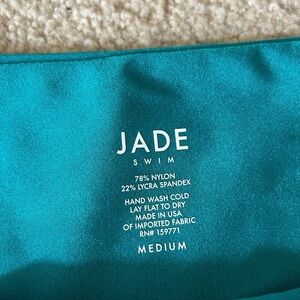 JADE
SWIM
78% NYLON
22% LYCRA SPANDEX
HAND WASH COLD
LAY FLAT TO DRY
MADE IN USA
OF IMPORTED FABRIC
RN# 159771
MEDIUM